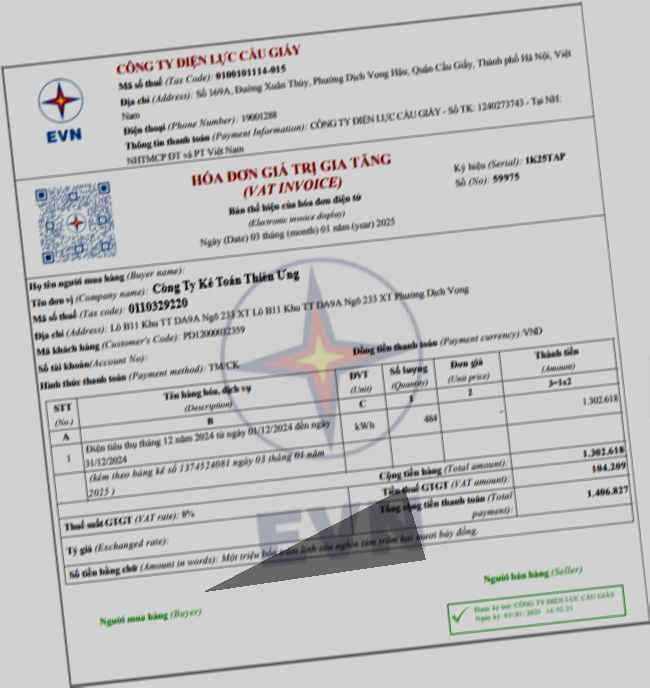 EVN
CÔNG TY ĐIỆN LỰC CẦU GIẤY
Mã số thuế (Tax Code): 0100101114-015
Địa chỉ (Address): Số 169A, Đường Xuân Thủy, Phường Dịch Vọng Hậu, Quận Cầu Giấy, Thành phố Hà Nội, Việt
Nam
Điện thoại (Phone Number): 19001288
Thông tin thanh toán (Payment Information): CÔNG TY ĐIỆN LỰC CẦU GIẤY - Số TK: 1240273743 - Tại NH:
NHTMCP ĐT và PT Việt Nam
HÓA ĐƠN GIÁ TRỊ GIA TĂNG
(VAT INVOICE)
Bản thể hiện của hóa đơn điện tử
(Electronic invoice display)
Ngày (Date) 03 tháng (month) 01 năm (year) 2025
Ký hiệu (Serial): 1K25TAP
Số (No): 59975
Họ tên người mua hàng (Buyer name):
Tên đơn vị (Company name): Công Ty Kế Toán Thiên Ưng
Mã số thuế (Tax code): 0110329220
Địa chỉ (Address): Lô B11 Khu TT DA9A Ngõ 233 XT Lô B11 Khu TT DA9A Ngõ 233 XT Phường Dịch Vọng
Mã khách hàng (Customer's Code): PD12000032359
Số tài khoản(Account No):
Hình thức thanh toán (Payment method): TM/CK
Đồng tiền thanh toán (Payment currency):VND
STT
(No.)
Tên hàng hóa, dịch vụ
(Description)
ĐVT
(Unit)
Số lượng
(Quantity)
Đơn giá
(Unit price)
Thành tiền
(Amount)
A
B
C
1
2
3=1x2
1
Điện tiêu thụ tháng 12 năm 2024 từ ngày 01/12/2024 đến ngày
31/12/2024
kWh
484
-
1.302.618
(kèm theo bảng kê số 1374524081 ngày 03 tháng 01 năm
2025 )
Cộng tiền hàng (Total amount):
1.302.618
Thuế suất GTGT (VAT rate): 8%
Tiền thuế GTGT (VAT amount):
104.209
Tổng cộng tiền thanh toán (Total
payment):
1.406.827
Tỷ giá (Exchanged rate):
Số tiền bằng chữ (Amount in words): Một triệu bốn trăm linh sáu nghìn tám trăm hai mươi bảy đồng.
EVN
Người mua hàng (Buyer)
Người bán hàng (Seller)
Được ký bởi: CÔNG TY ĐIỆN LỰC CẦU GIẤY
Ngày ký: 03/01/2025